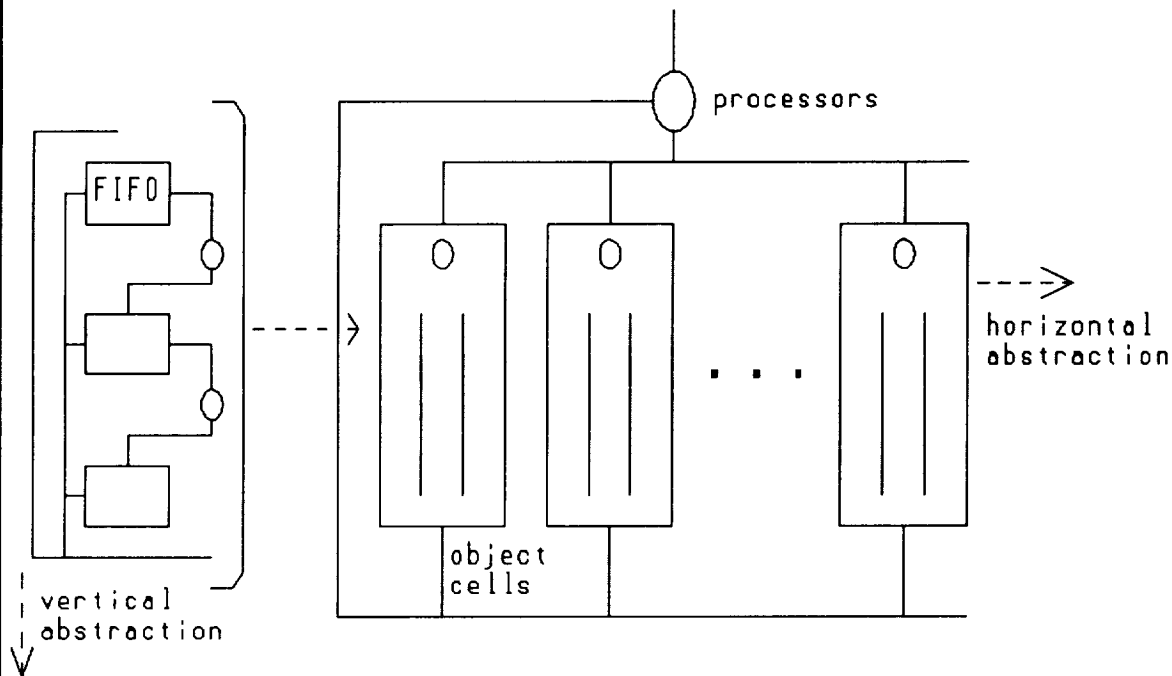 processors
FIFO
horizontal
abstraction
object
cells
vertical
abstraction